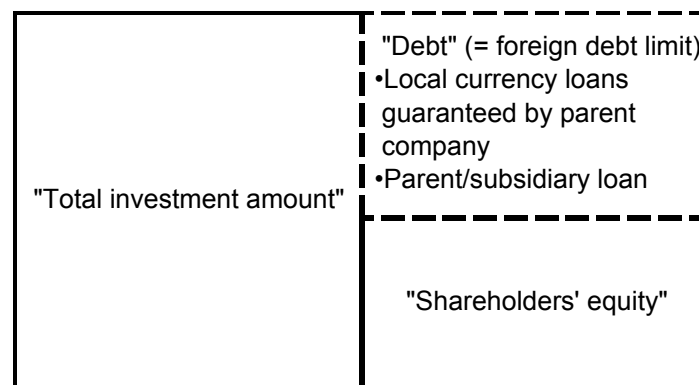 "Debt" (= foreign debt limit)
•Local currency loans
guaranteed by parent
company
•Parent/subsidiary loan
"Total investment amount"
"Shareholders' equity"